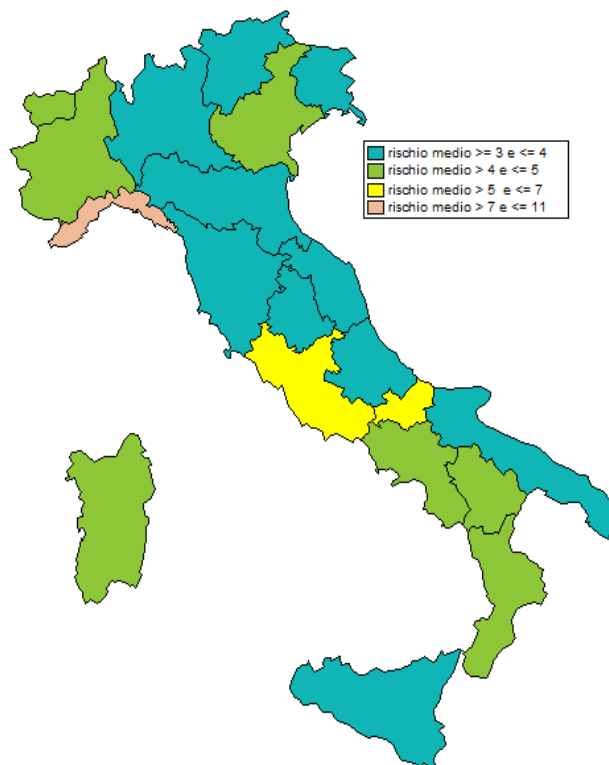 rischio medio >= 3 e <= 4
rischio medio > 4 e <= 5
rischio medio > 5 e <= 7
rischio medio > 7 e <= 11